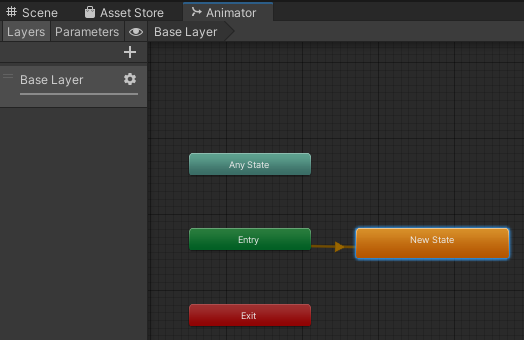 Scene Asset Store Animator
Layers Parameters Base Layer
Base Layer
Any State
Entry New State
Exit